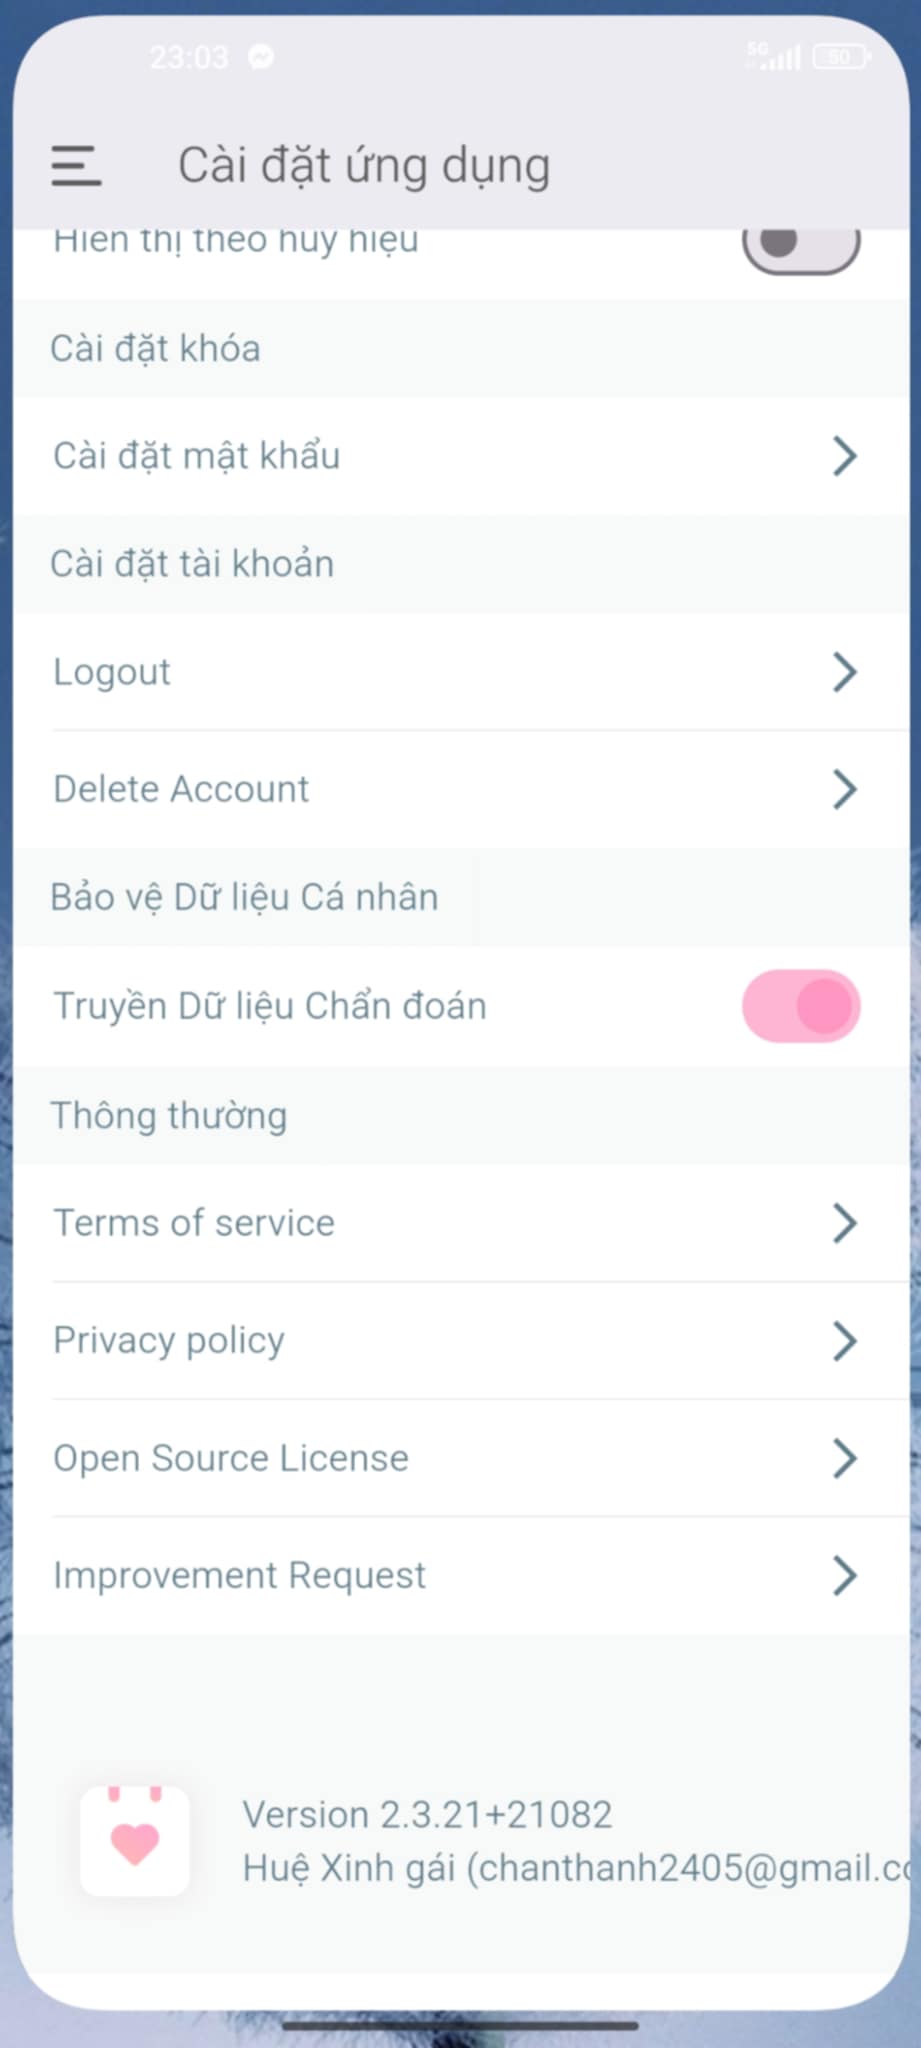 23:03
5G
50
Cài đặt ứng dụng
Hiển thị theo huy hiệu
Cài đặt khóa
Cài đặt mật khẩu
Cài đặt tài khoản
Logout
Delete Account
Bảo vệ Dữ liệu Cá nhân
Truyền Dữ liệu Chẩn đoán
Thông thường
Terms of service
Privacy policy
Open Source License
Improvement Request
Version 2.3.21+21082
Huệ Xinh gái (chanthanh2405@gmail.co